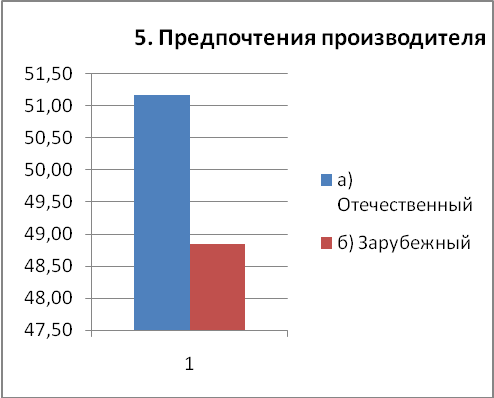 5. Предпочтения производителя
51,50
51,00
50,50
50,00
49,50
49,00
48,50
48,00
47,50
1
а)
Отечественный
б) Зарубежный